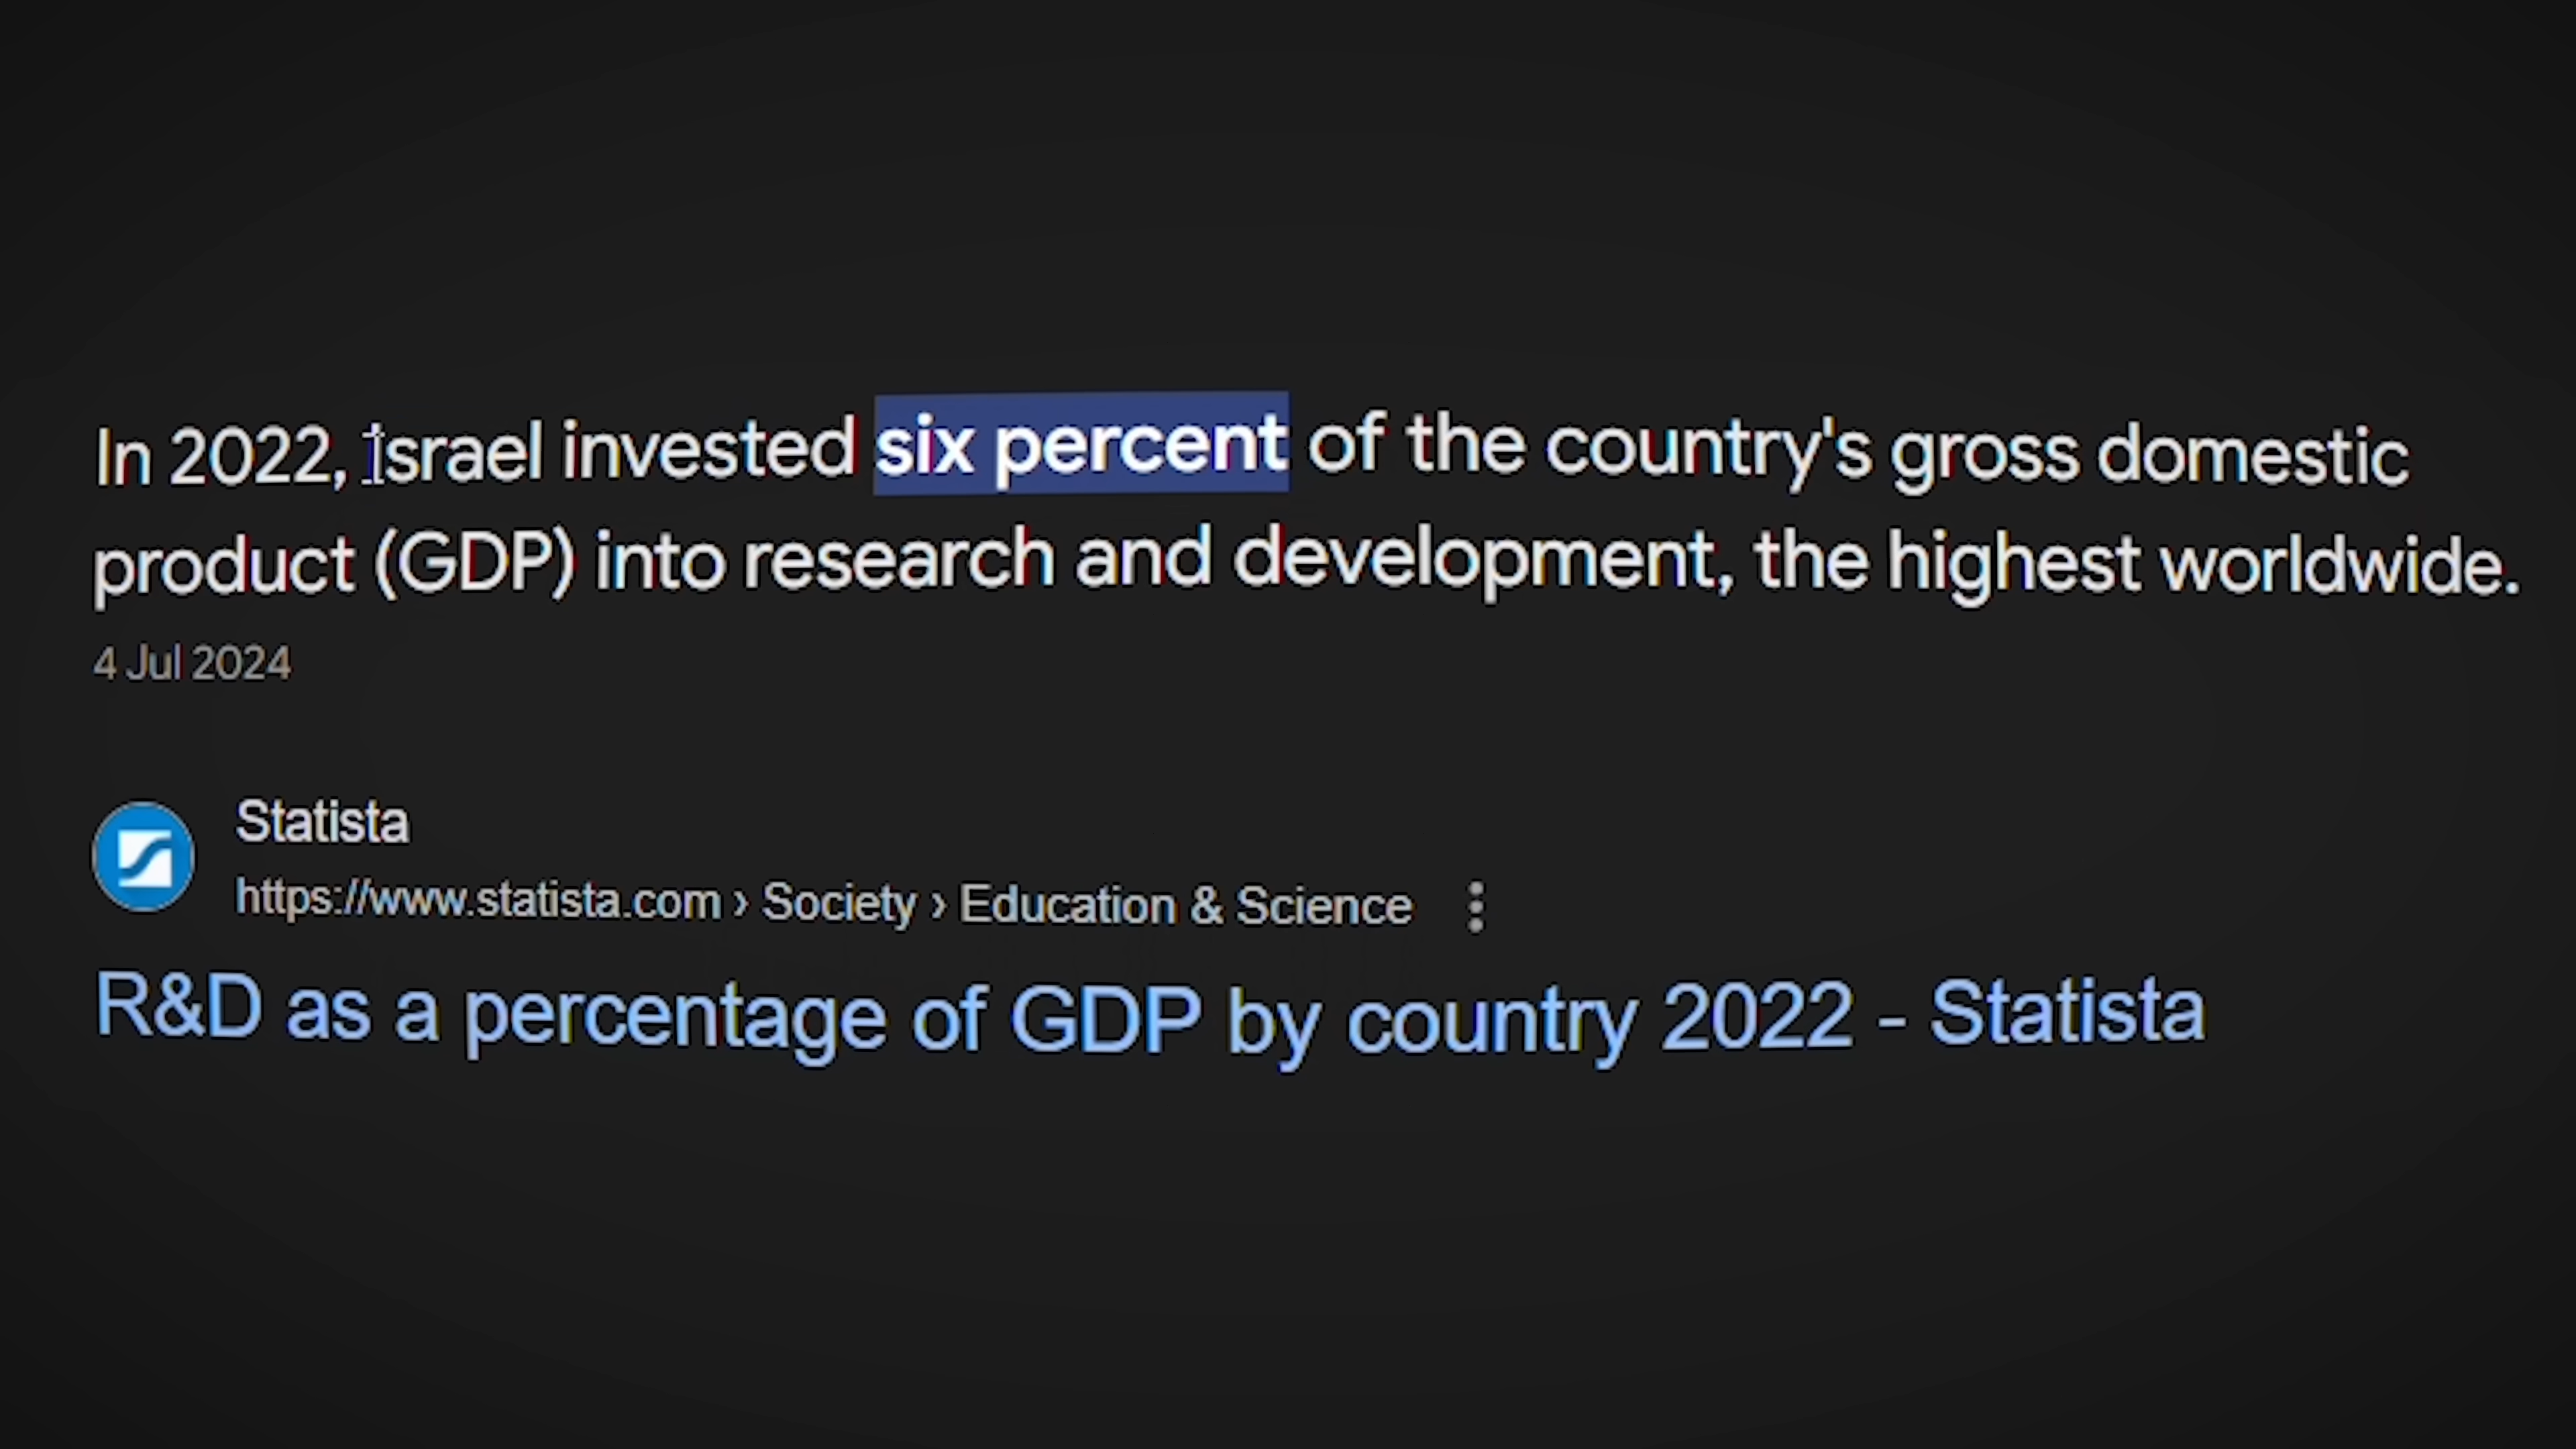 In 2022, Israel invested six percent of the country's gross domestic
product (GDP) into research and development, the highest worldwide.
4 Jul 2024
Statista
https://www.statista.com › Society › Education & Science
R&D as a percentage of GDP by country 2022 - Statista